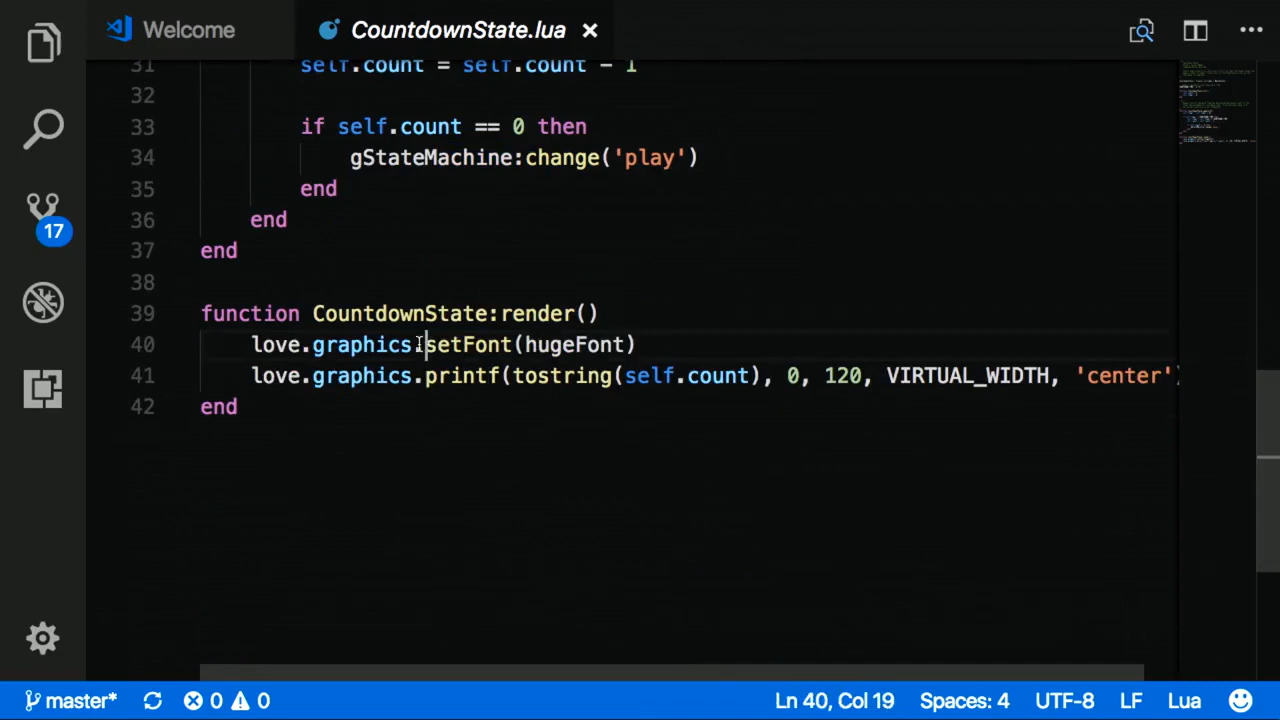 Welcome
CountdownState.lua
31 self.count = self.count - 1
32
33 if self.count == 0 then
34 gStateMachine:change('play')
35 end
36 end
37 end
38
39 function CountdownState:render()
40 love.graphics.setFont(hugeFont)
41 love.graphics.printf(tostring(self.count), 0, 120, VIRTUAL_WIDTH, 'center')
42 end
17
master* 0 0 Ln 40, Col 19 Spaces: 4 UTF-8 LF Lua